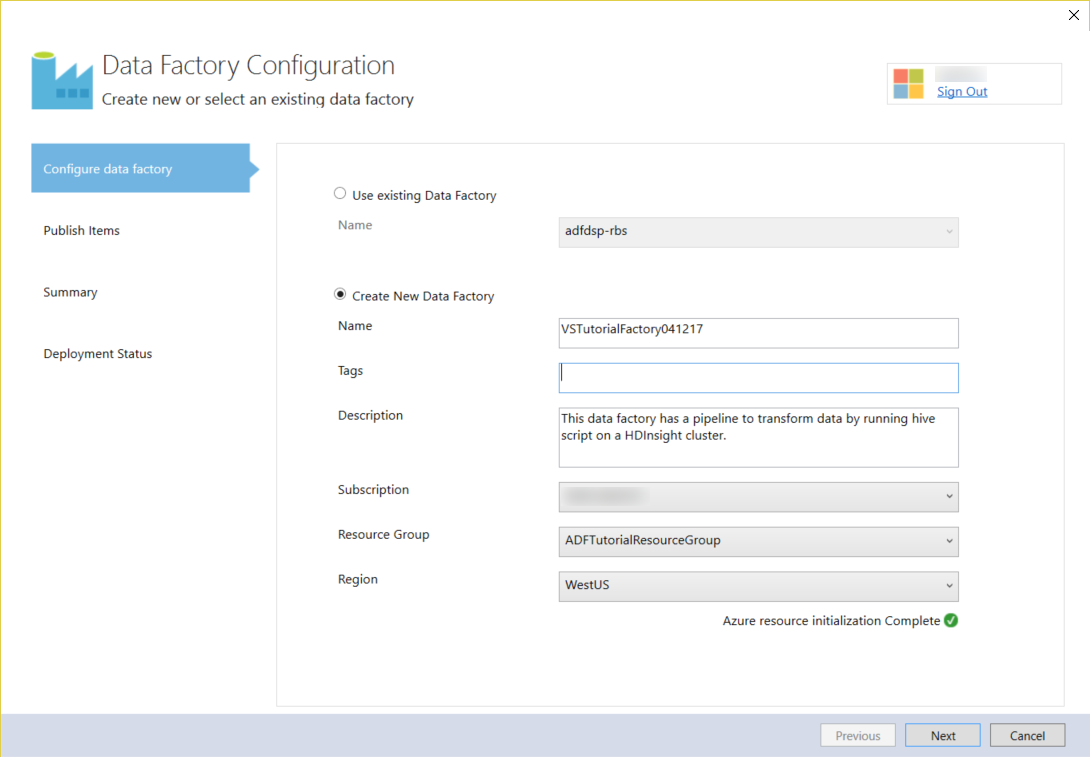 Data Factory Configuration
Create new or select an existing data factory
Sign Out
Configure data factory
Publish Items
Summary
Deployment Status
Use existing Data Factory
Name
adfdsp-rbs
Create New Data Factory
Name
VSTutorialFactory041217
Tags
Description
This data factory has a pipeline to transform data by running hive
script on a HDInsight cluster.
Subscription
Resource Group
ADFTutorialResourceGroup
Region
WestUS
Azure resource initialization Complete
Previous
Next
Cancel